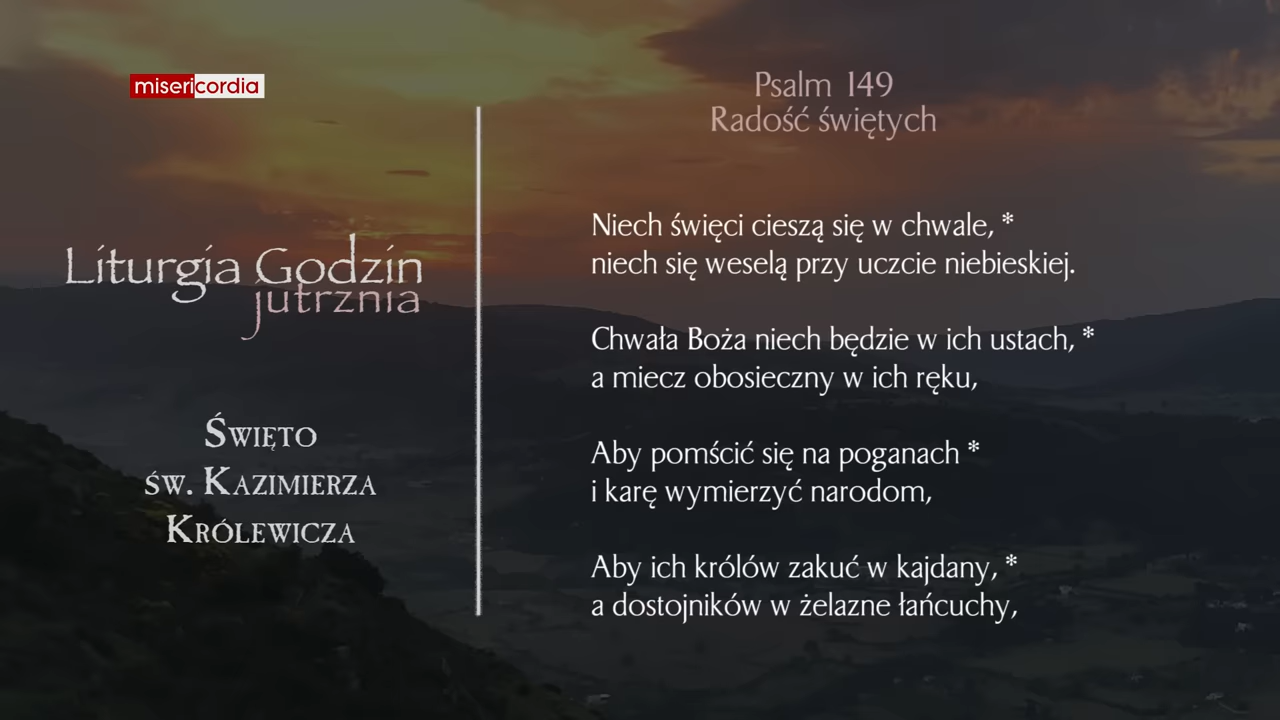 misericordia
Liturgia Godzin
jutrznia
Święto
św. Kazimierza
Królewicza
Psalm 149
Radość świętych
Niech święci cieszą się w chwale, *
niech się weselą przy uczcie niebieskiej.
Chwała Boża niech będzie w ich ustach, *
a miecz obosieczny w ich ręku,
Aby pomścić się na poganach *
i karę wymierzyć narodom,
Aby ich królów zakuć w kajdany, *
a dostojników w żelazne łańcuchy,